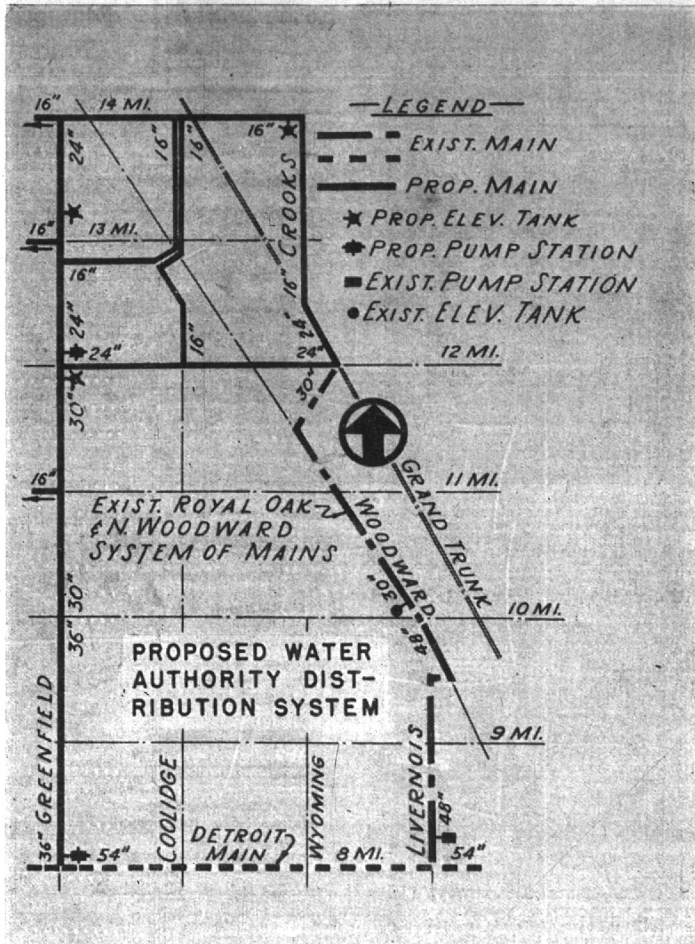 16" 14 MI.
24"
16"
16"
16"
CROOKS
LEGEND
EXIST. MAIN
PROP. MAIN
PROP. ELEV. TANK
PROP. PUMP STATION
EXIST. PUMP STATION
EXIST. ELEV. TANK
16"
13 MI.
16"
16"
24"
24"
16"
24"
24"
12 MI.
30"
30"
16"
11 MI.
GRAND TRUNK
EXIST. ROYAL OAK
& N. WOODWARD
SYSTEM OF MAINS
WOODWARD
30"
48"
10 MI.
30"
36"
PROPOSED WATER
AUTHORITY DIST-
RIBUTION SYSTEM
9 MI.
36" GREENFIELD
COOLIDGE
WYOMING
LIVERNOIS
48"
54"
DETROIT
MAIN
8 MI.
54"